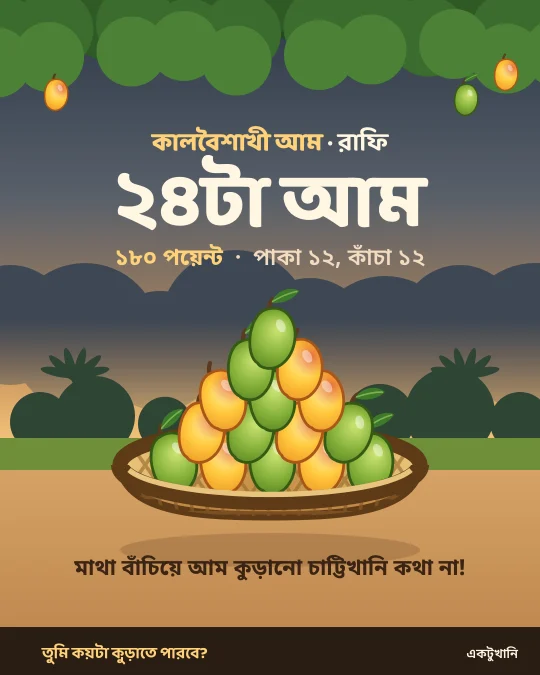 কালবৈশাখী আম · রাফি
২৪টা আম
১৮০ পয়েন্ট · পাকা ১২, কাঁচা ১২
মাথা বাঁচিয়ে আম কুড়ানো চাট্টিখানি কথা না!
তুমি কয়টা কুড়াতে পারবে?
একটুখানি